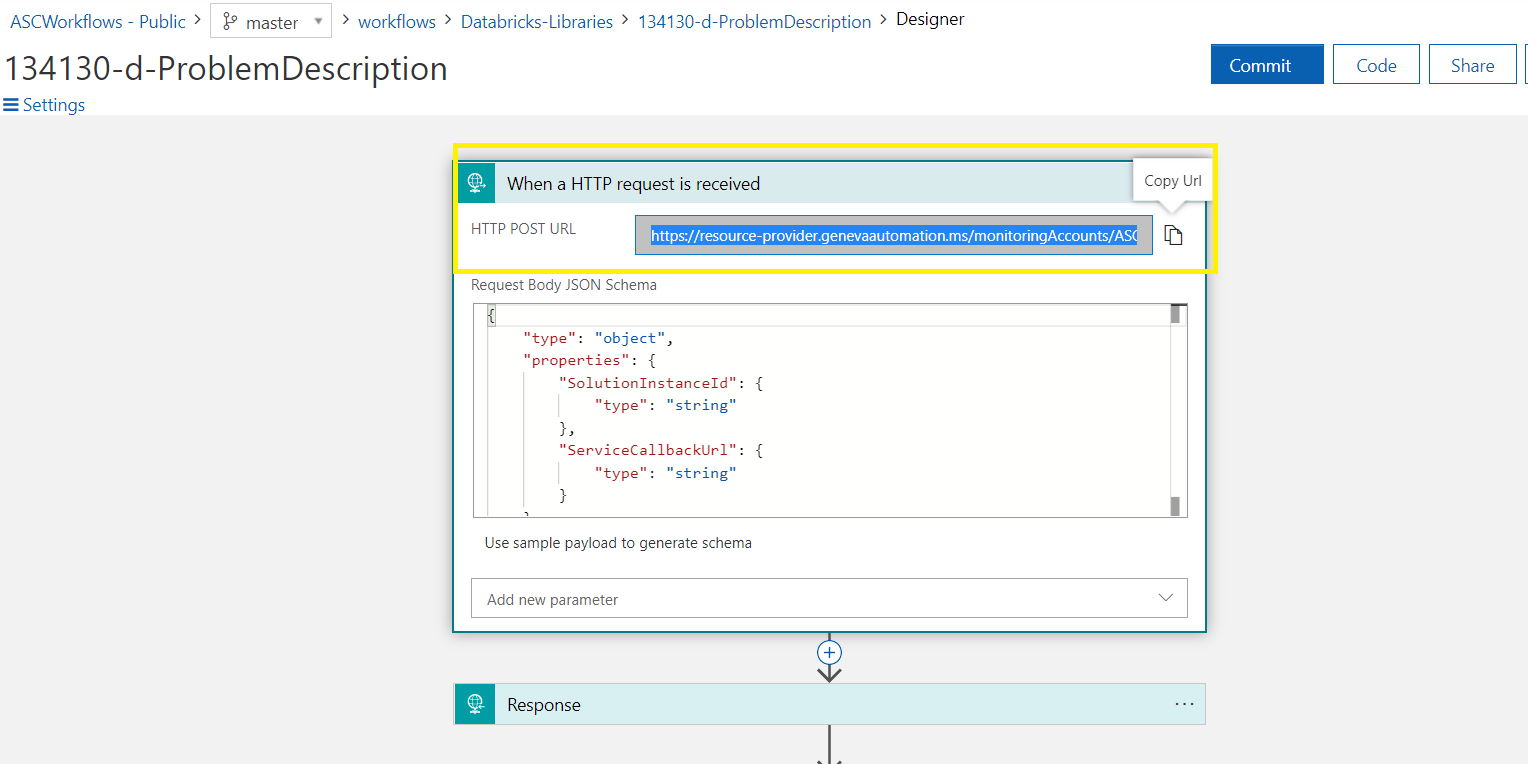 ASCWorkflows - Public > master > workflows > Databricks-Libraries > 134130-d-ProblemDescription > Designer
134130-d-ProblemDescription
Commit Code Share
Settings
When a HTTP request is received
Copy Url
HTTP POST URL
https://resource-provider.genevaautomation.ms/monitoringAccounts/ASC
Request Body JSON Schema
{
"type": "object",
"properties": {
"SolutionInstanceId": {
"type": "string"
},
"ServiceCallbackUrl": {
"type": "string"
}
Use sample payload to generate schema
Add new parameter
Response